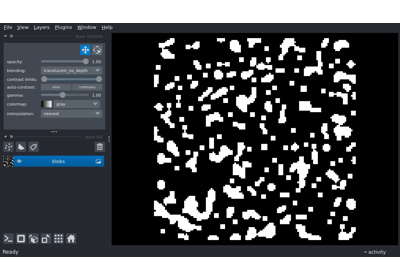 File View Layers Plugins Window Help
opacity: 1.00
blending: translucent_no_depth
contrast limits:
auto-contrast: once continuous
gamma: 1.00
colormap: gray
interpolation: nearest
blobs
Ready activity